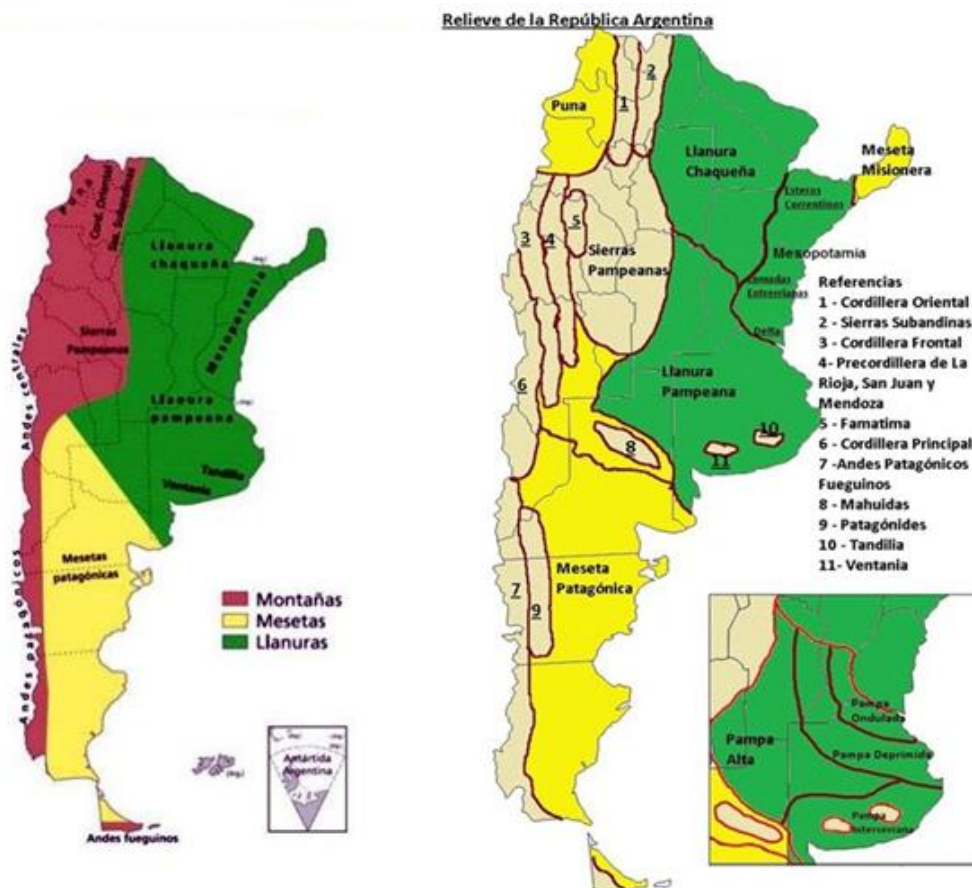 Relieve de la República Argentina
Puna
Cord. Oriental
Sas. Subandinas
Llanura
chaqueña
Mesopotamia
Sierras
Pampeanas
Andes centrales
Llanura
pampeana
Tandilia
Ventania
Mesetas
patagónicas
Andes patagónicos
Montañas
Mesetas
Llanuras
Antártida
Argentina
(Arg.)
Andes fueguinos
Puna
1
2
Llanura
Chaqueña
Meseta
Misionera
Esteros
Correntinos
3
4
5
Sierras
Pampeanas
Mesopotamia
Lomadas
Entrerrianas
Delta
Llanura
Pampeana
6
8
10
11
Meseta
Patagónica
7
9
Referencias
1 - Cordillera Oriental
2 - Sierras Subandinas
3 - Cordillera Frontal
4- Precordillera de La
Rioja, San Juan y
Mendoza
5 - Famatima
6 - Cordillera Principal
7 -Andes Patagónicos
Fueguinos
8 - Mahuidas
9 - Patagónides
10 - Tandilia
11- Ventania
Pampa
Ondulada
Pampa
Alta
Pampa Deprimida
Pampa
Interserrana